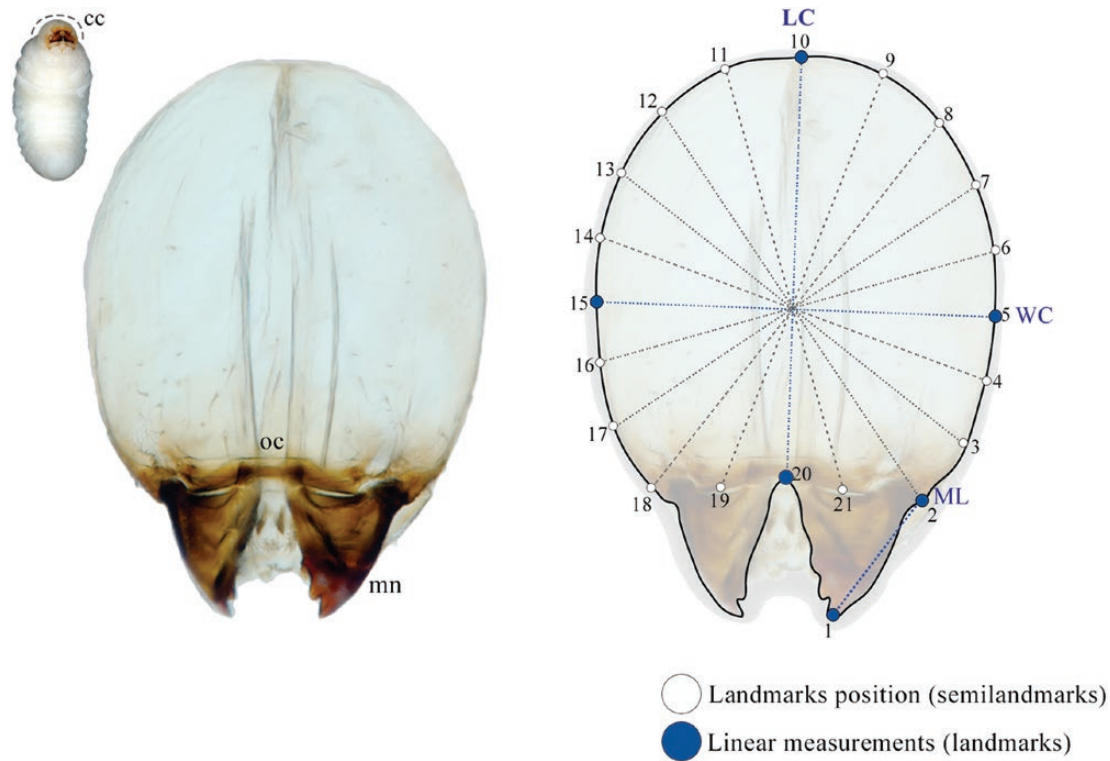 cc
oc
mn
LC
10
11
9
12
8
13
7
14
6
15
5 WC
16
4
17
3
18
19
20
21
ML
2
1
Landmarks position (semilandmarks)
Linear measurements (landmarks)